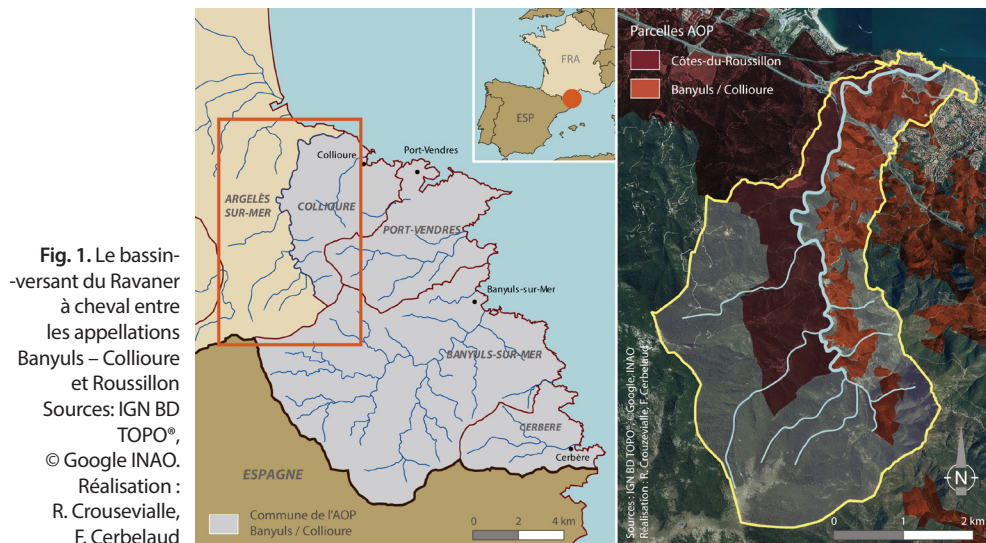 Fig. 1. Le bassin-
-versant du Ravaner
à cheval entre
les appellations
Banyuls – Collioure
et Roussillon
Sources: IGN BD
TOPO®,
© Google INAO.
Réalisation :
R. Crousevialle,
F. Cerbelaud
ARGELÈS
SUR-MER
Collioure
COLLIOURE
Port-Vendres
PORT-VENDRES
Banyuls-sur-Mer
BANYULS-SUR-MER
CERBERE
Cerbère
ESPAGNE
Commune de l'AOP
Banyuls / Collioure
0 2 4 km
FRA
ESP
Parcelles AOP
Côtes-du-Roussillon
Banyuls / Collioure
Sources : IGN BD TOPO®, © Google, INAO
Réalisation : R. Crouzevialle, F. Cerbelaud
N
0 1 2 km